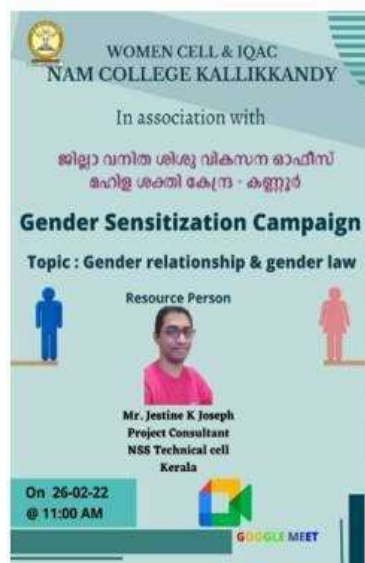 WOMEN CELL & IQAC
NAM COLLEGE KALLIKKANDY
In association with
ജില്ലാ വനിത ശിശു വികസന ഓഫീസ്
മഹിള ശക്തി കേന്ദ്ര - കണ്ണൂർ
Gender Sensitization Campaign
Topic : Gender relationship & gender law
Resource Person
Mr. Jestine K Joseph
Project Consultant
NSS Technical cell
Kerala
On 26-02-22
@ 11:00 AM
GOOGLE MEET